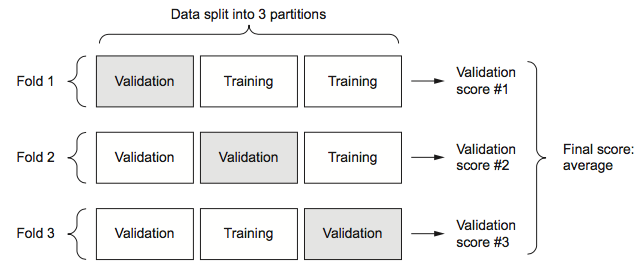 Data split into 3 partitions
Fold 1
Validation
Training
Training
Validation
score #1
Fold 2
Validation
Validation
Training
Validation
score #2
Final score:
average
Fold 3
Validation
Training
Validation
Validation
score #3